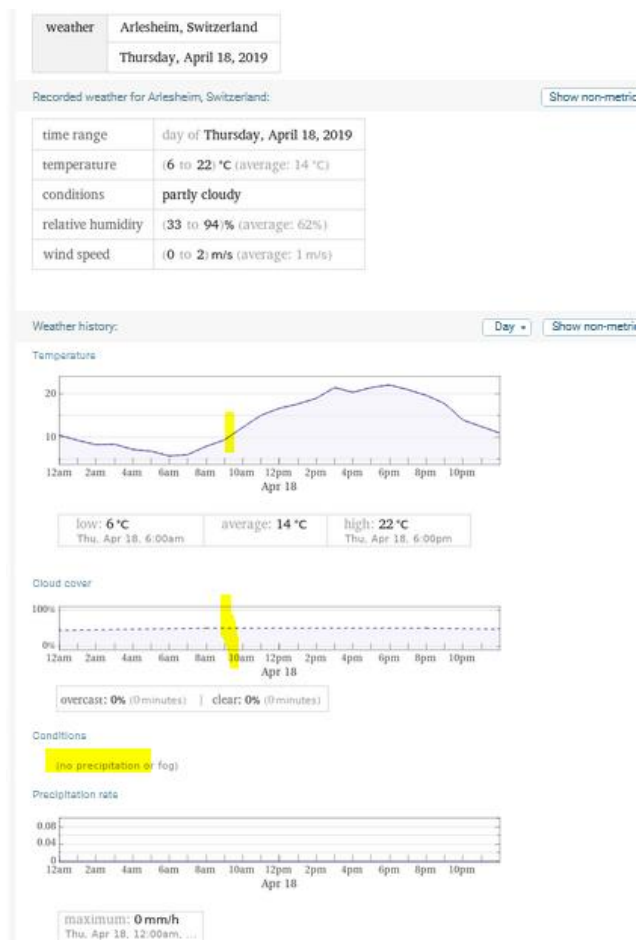 weather Arlesheim, Switzerland
Thursday, April 18, 2019
Recorded weather for Arlesheim, Switzerland: Show non-metric
time range day of Thursday, April 18, 2019
temperature (6 to 22) °C (average: 14 °C)
conditions partly cloudy
relative humidity (33 to 94)% (average: 62%)
wind speed (0 to 2) m/s (average: 1 m/s)
Weather history: Day Show non-metric
Temperature
20
10
12am 2am 4am 6am 8am 10am 12pm 2pm 4pm 6pm 8pm 10pm
Apr 18
low: 6 °C average: 14 °C high: 22 °C
Thu, Apr 18, 6:00am Thu, Apr 18, 6:00pm
Cloud cover
100%
0%
12am 2am 4am 6am 8am 10am 12pm 2pm 4pm 6pm 8pm 10pm
Apr 18
overcast: 0% (0 minutes) | clear: 0% (0 minutes)
Conditions
(no precipitation or fog)
Precipitation rate
0.08
0.04
0
12am 2am 4am 6am 8am 10am 12pm 2pm 4pm 6pm 8pm 10pm
Apr 18
maximum: 0 mm/h
Thu, Apr 18, 12:00am, ...